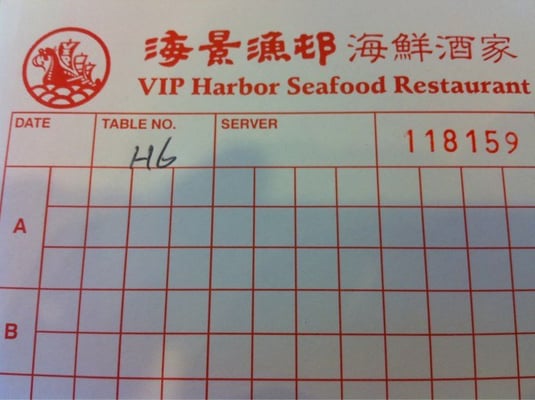 海景漁邨 海鮮酒家
VIP Harbor Seafood Restaurant
DATE TABLE NO. SERVER 118159
H6
A
B